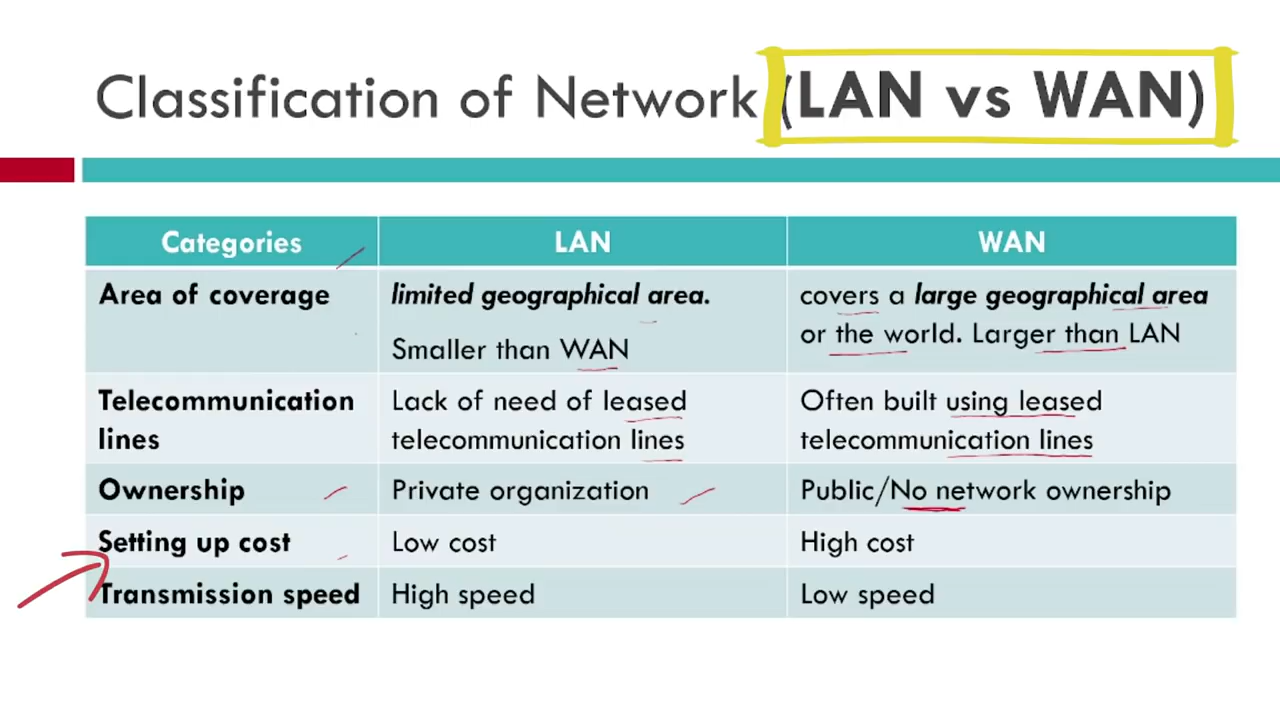 Classification of Network (LAN vs WAN)
Categories LAN WAN
Area of coverage limited geographical area. covers a large geographical area
or the world. Larger than LAN
Smaller than WAN
Telecommunication Lack of need of leased Often built using leased
lines telecommunication lines telecommunication lines
Ownership Private organization Public/No network ownership
Setting up cost Low cost High cost
Transmission speed High speed Low speed